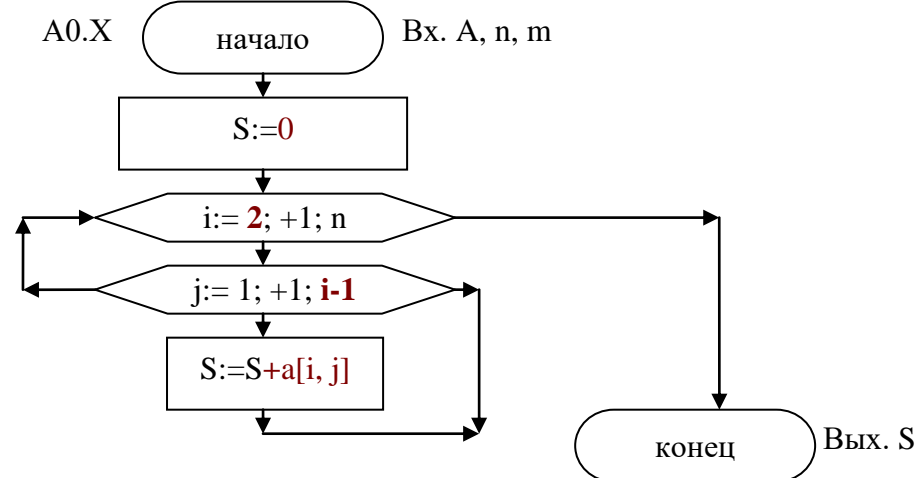 A0.X
начало
Вх. A, n, m
S:=0
i:= 2; +1; n
j:= 1; +1; i-1
S:=S+a[i, j]
конец
Вых. S